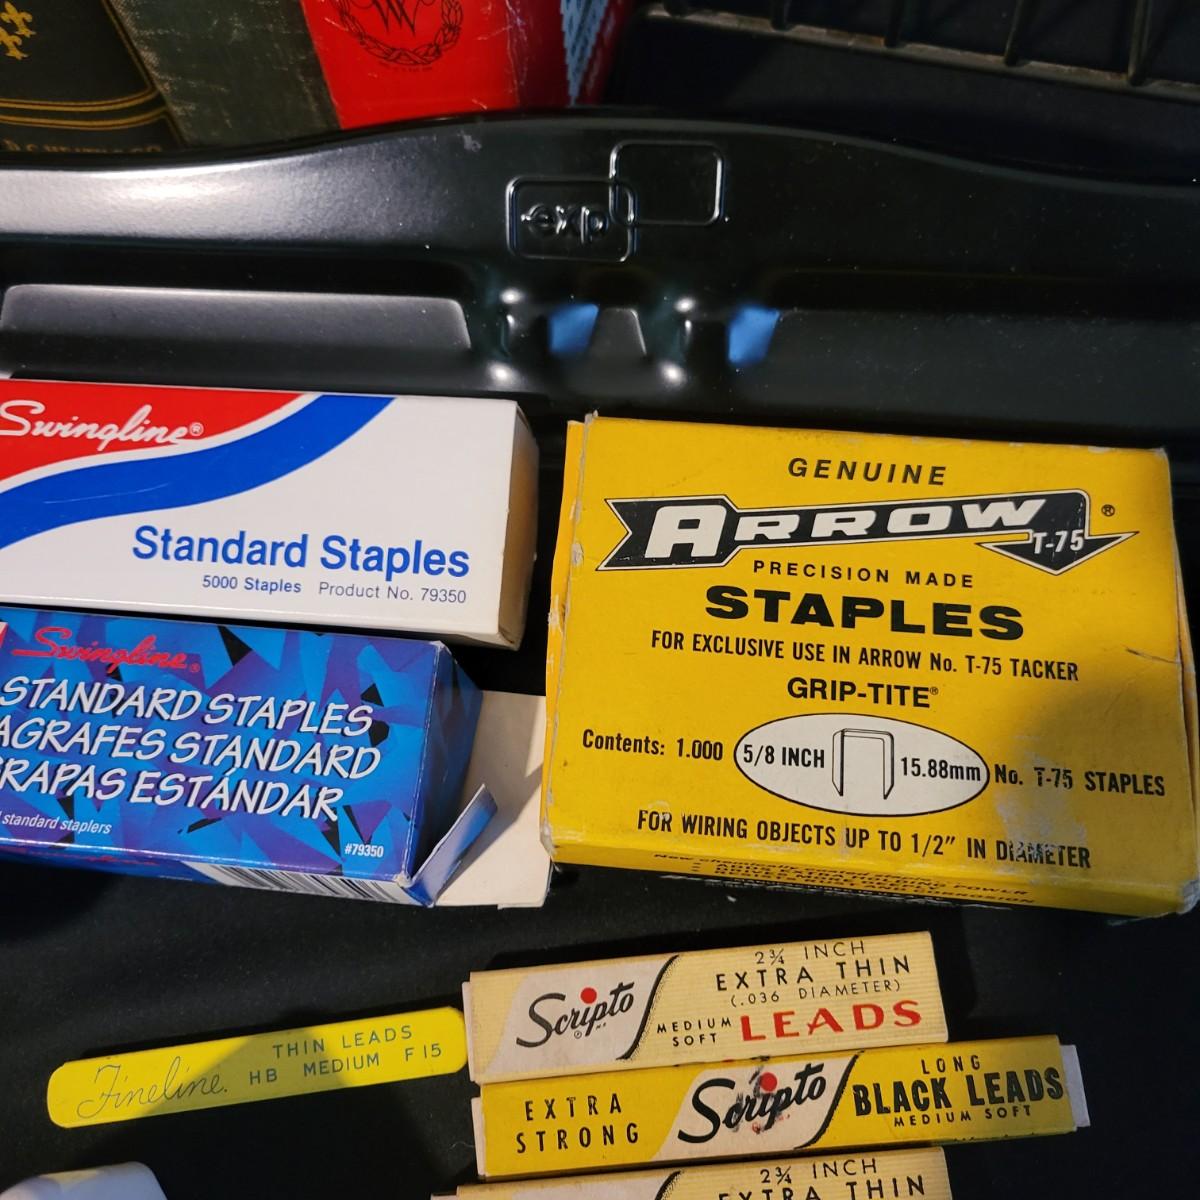 exp
Swingline®
Standard Staples
5000 Staples Product No. 79350
Swingline®
STANDARD STAPLES
AGRAFES STANDARD
GRAPAS ESTÁNDAR
standard staplers
#79350
GENUINE
ARROW®
T-75
PRECISION MADE
STAPLES
FOR EXCLUSIVE USE IN ARROW No. T-75 TACKER
GRIP-TITE®
Contents: 1.000 5/8 INCH 15.88mm No. T-75 STAPLES
FOR WIRING OBJECTS UP TO 1/2" IN DIAMETER
2¾ INCH
EXTRA THIN
(.036 DIAMETER)
Scripto MEDIUM SOFT LEADS
THIN LEADS
Fineline. HB MEDIUM F15
EXTRA STRONG
Scripto
LONG
BLACK LEADS
MEDIUM SOFT
2¾ INCH
EXTRA THIN